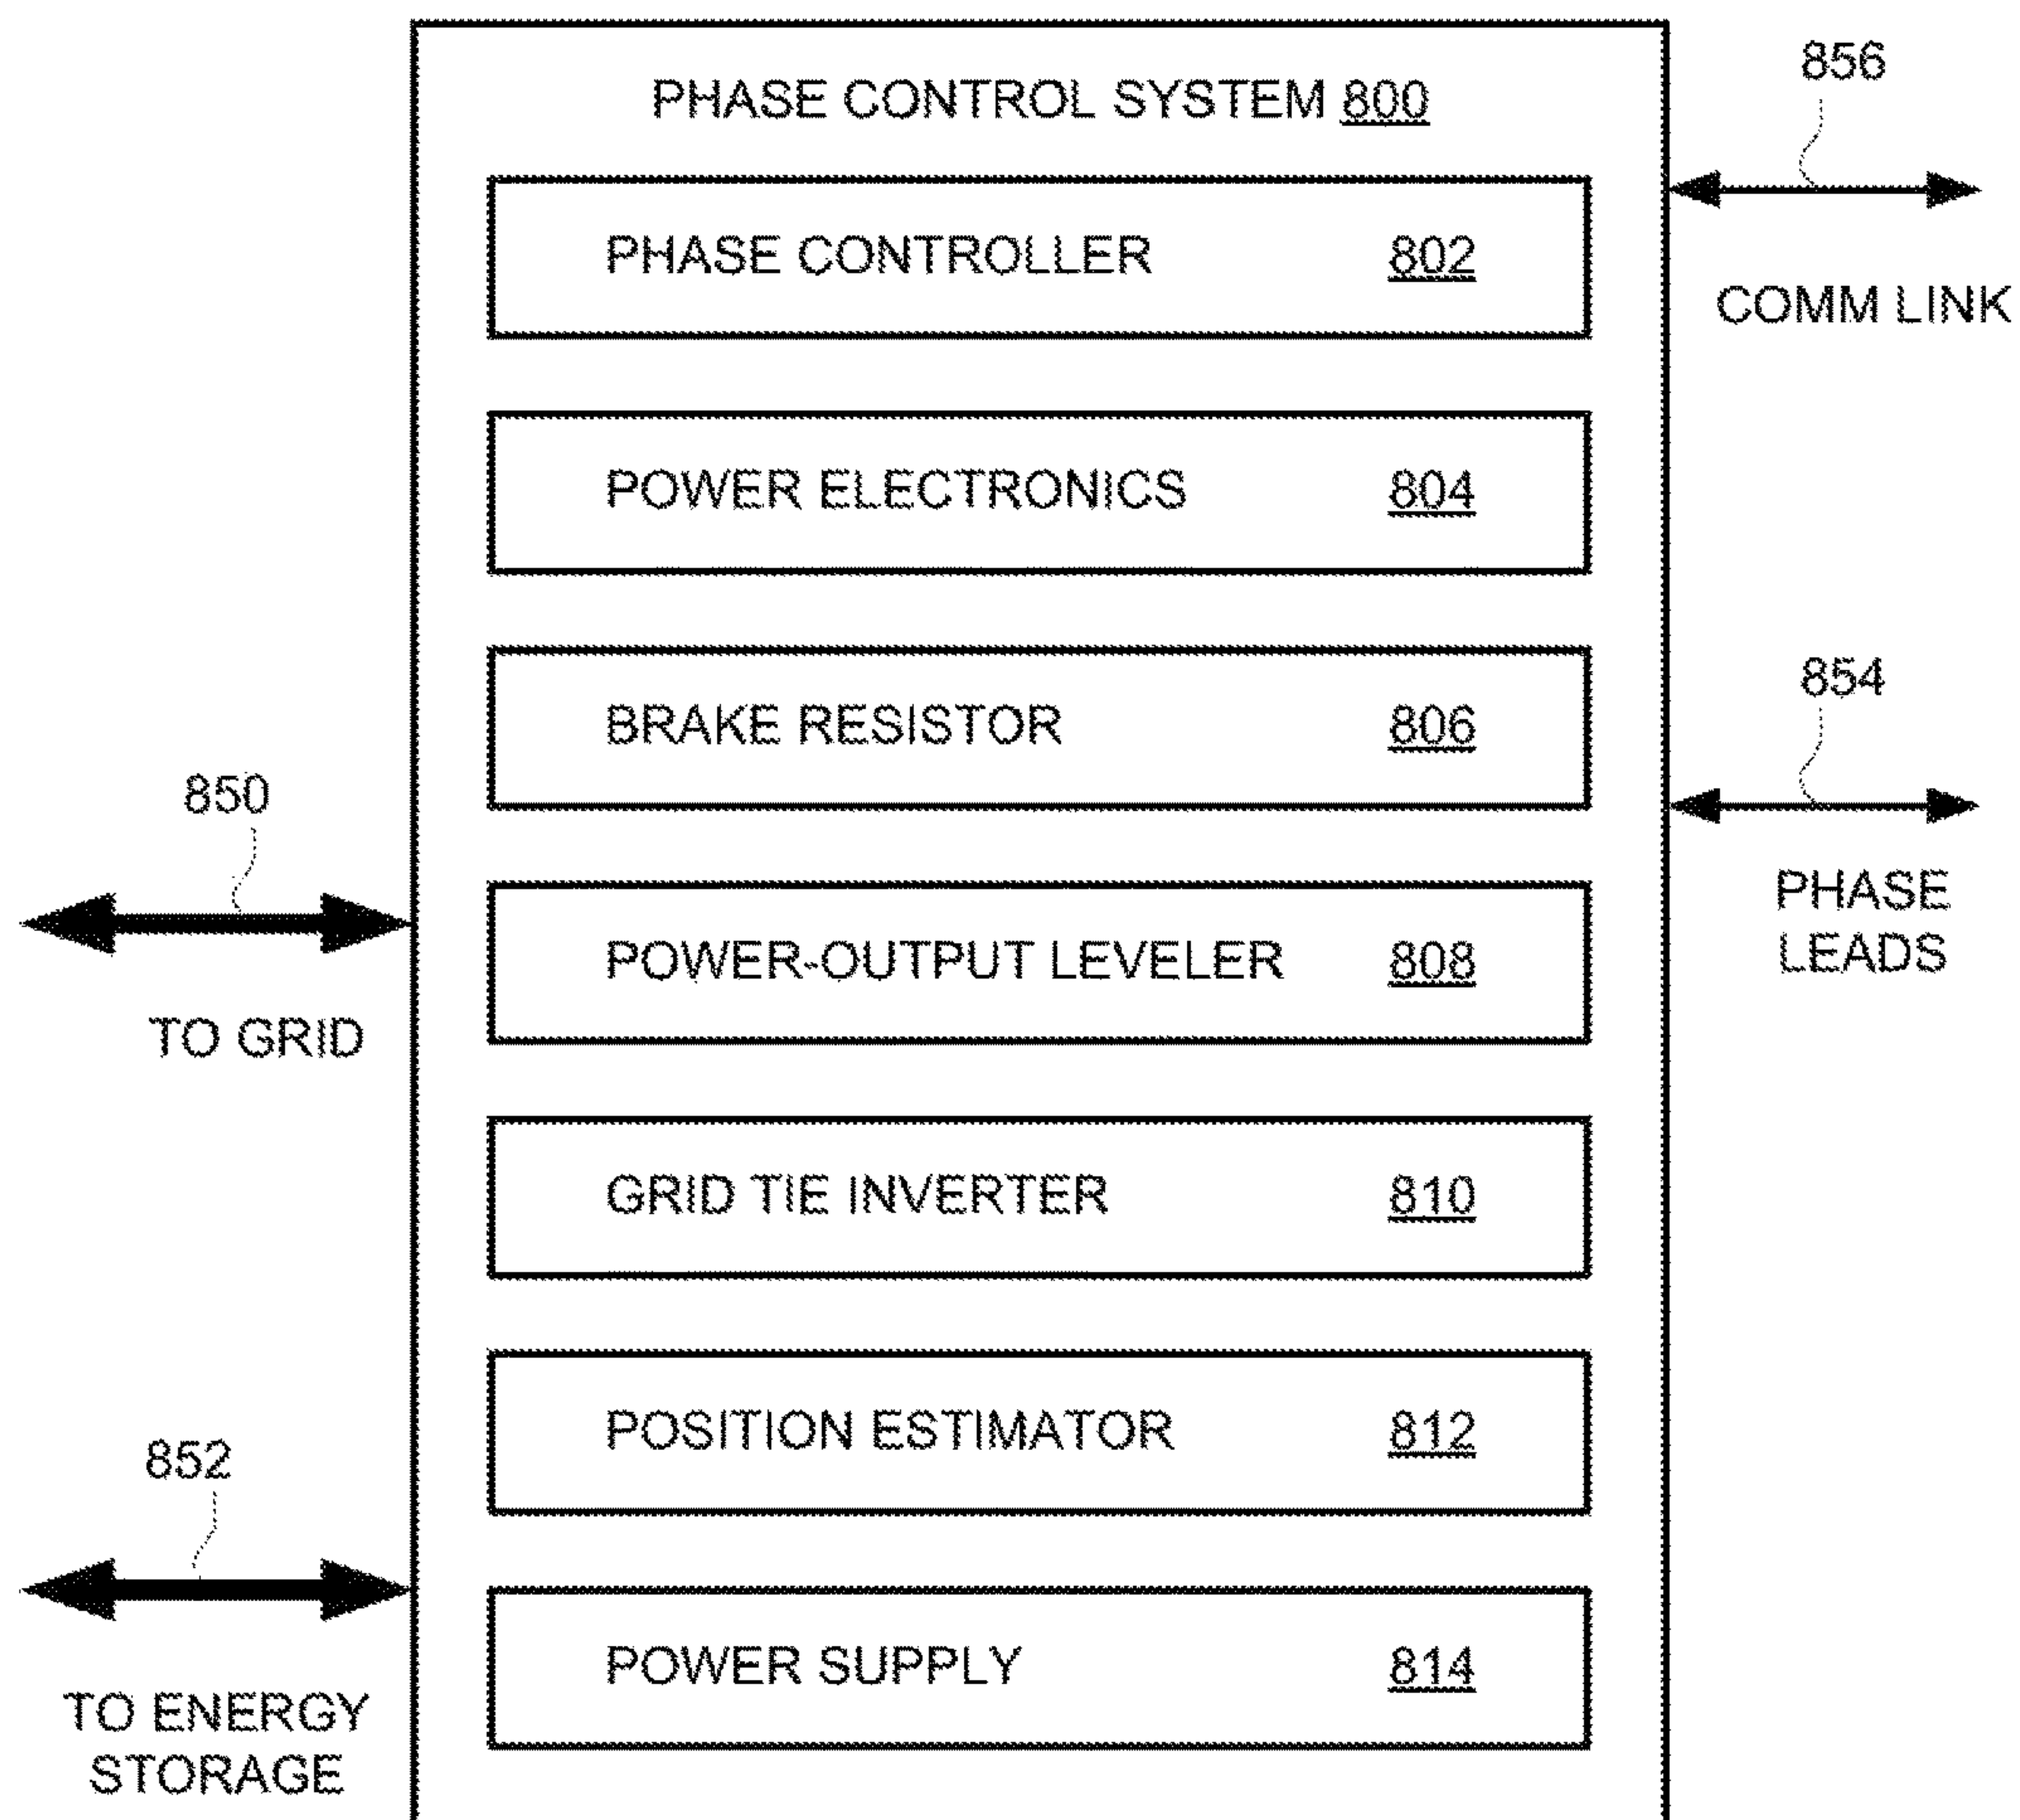 PHASE CONTROL SYSTEM 800
856
PHASE CONTROLLER 802
COMM LINK
POWER ELECTRONICS 804
BRAKE RESISTOR 806
854
850
PHASE
LEADS
POWER-OUTPUT LEVELER 808
TO GRID
GRID TIE INVERTER 810
POSITION ESTIMATOR 812
852
POWER SUPPLY 814
TO ENERGY
STORAGE